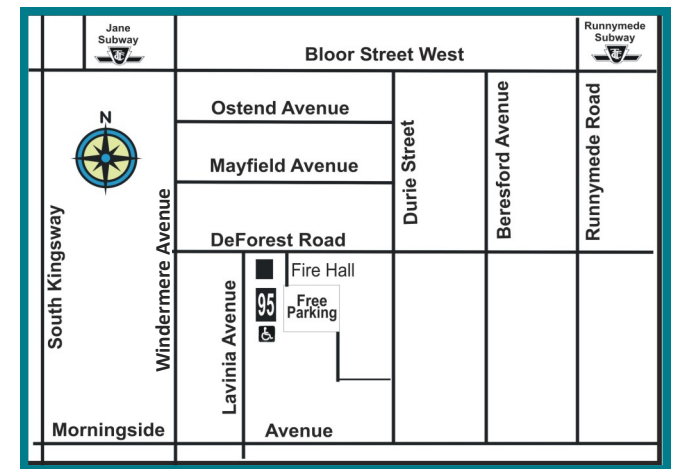 Jane
Subway
Runnymede
Subway
Bloor Street West
N
Ostend Avenue
Mayfield Avenue
DeForest Road
South Kingsway
Windermere Avenue
Lavinia Avenue
Durie Street
Beresford Avenue
Runnymede Road
Fire Hall
95
Free
Parking
Morningside Avenue